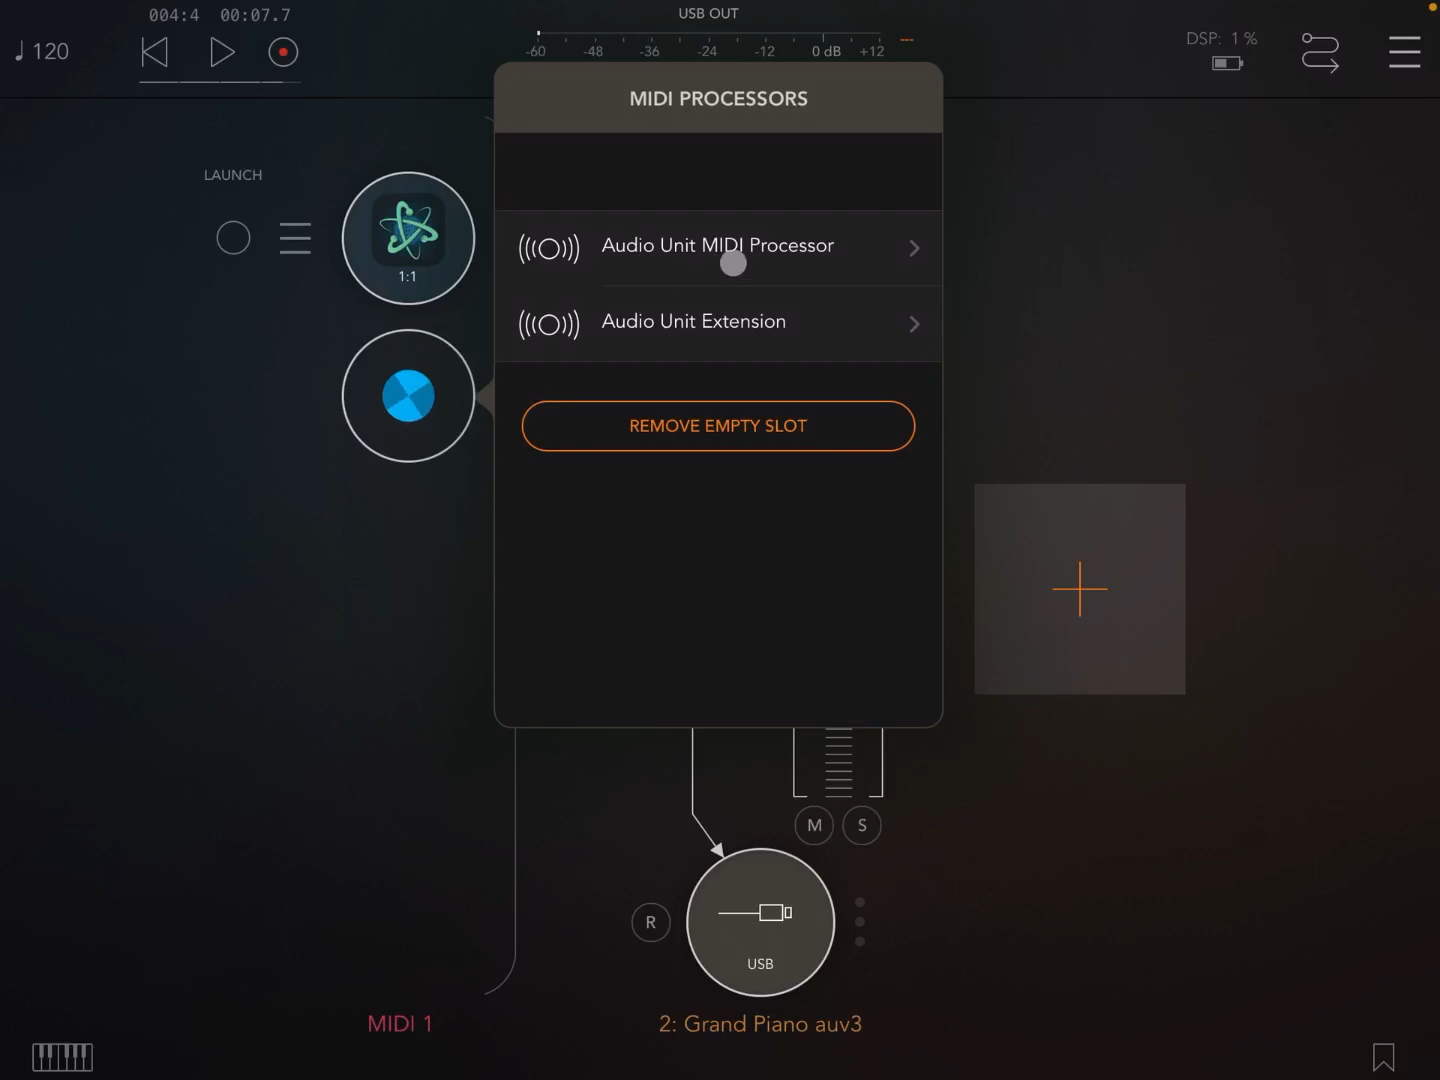 004:4 00:07.7
120
USB OUT
-60 -48 -36 -24 -12 0 dB +12 ---
DSP: 1 %
MIDI PROCESSORS
LAUNCH
1:1
Audio Unit MIDI Processor
Audio Unit Extension
REMOVE EMPTY SLOT
M S
R
USB
MIDI 1
2: Grand Piano auv3